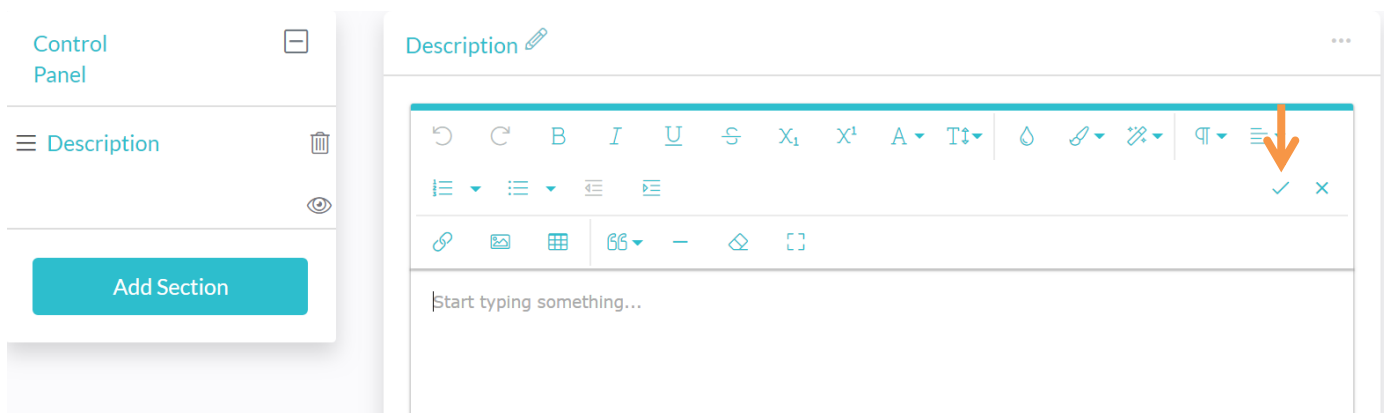 Control
Panel
Description
Add Section
Description
Start typing something...